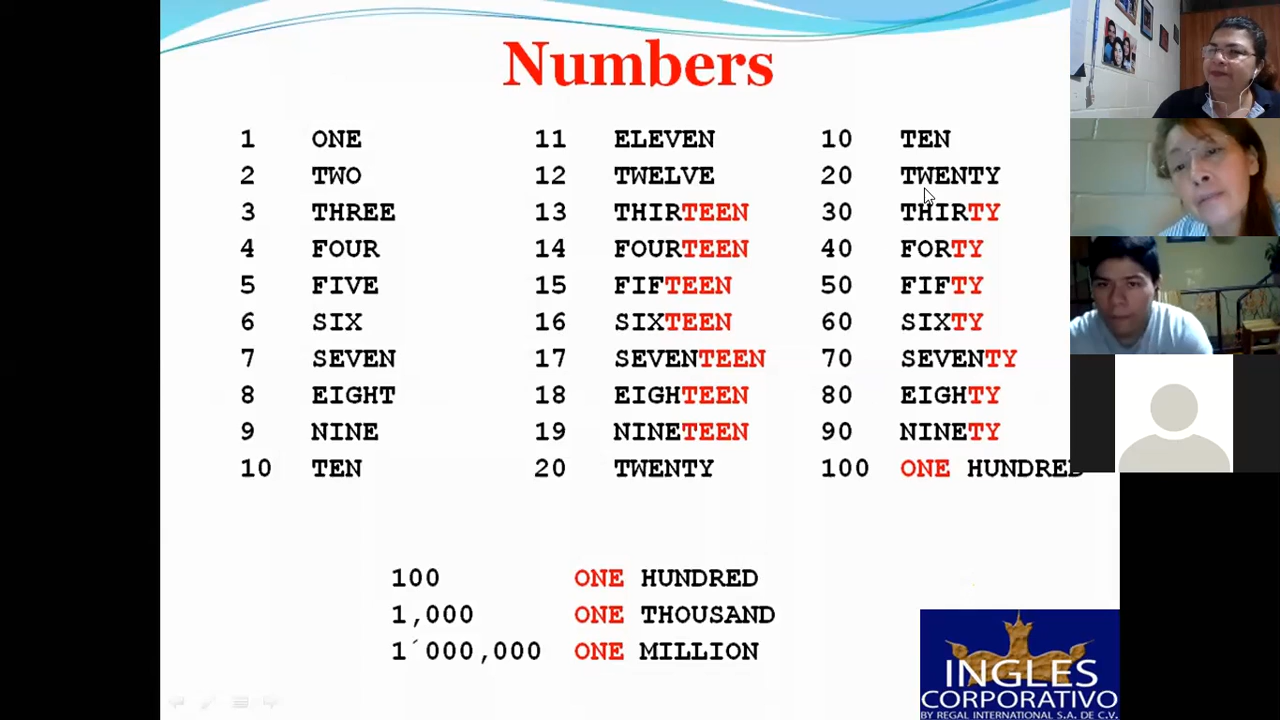 Numbers
1 ONE 11 ELEVEN 10 TEN
2 TWO 12 TWELVE 20 TWENTY
3 THREE 13 THIRTEEN 30 THIRTY
4 FOUR 14 FOURTEEN 40 FORTY
5 FIVE 15 FIFTEEN 50 FIFTY
6 SIX 16 SIXTEEN 60 SIXTY
7 SEVEN 17 SEVENTEEN 70 SEVENTY
8 EIGHT 18 EIGHTEEN 80 EIGHTY
9 NINE 19 NINETEEN 90 NINETY
10 TEN 20 TWENTY 100 ONE HUNDRED
100 ONE HUNDRED
1,000 ONE THOUSAND
1´000,000 ONE MILLION
INGLES
CORPORATIVO
BY REGAL INTERNATIONAL S.A. DE C.V.